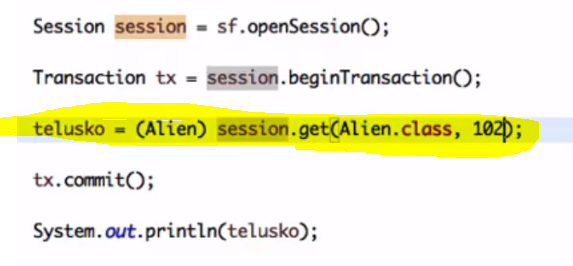 Session session = sf.openSession();
Transaction tx = session.beginTransaction();
telusko = (Alien) session.get(Alien.class, 102);
tx.commit();
System.out.println(telusko);